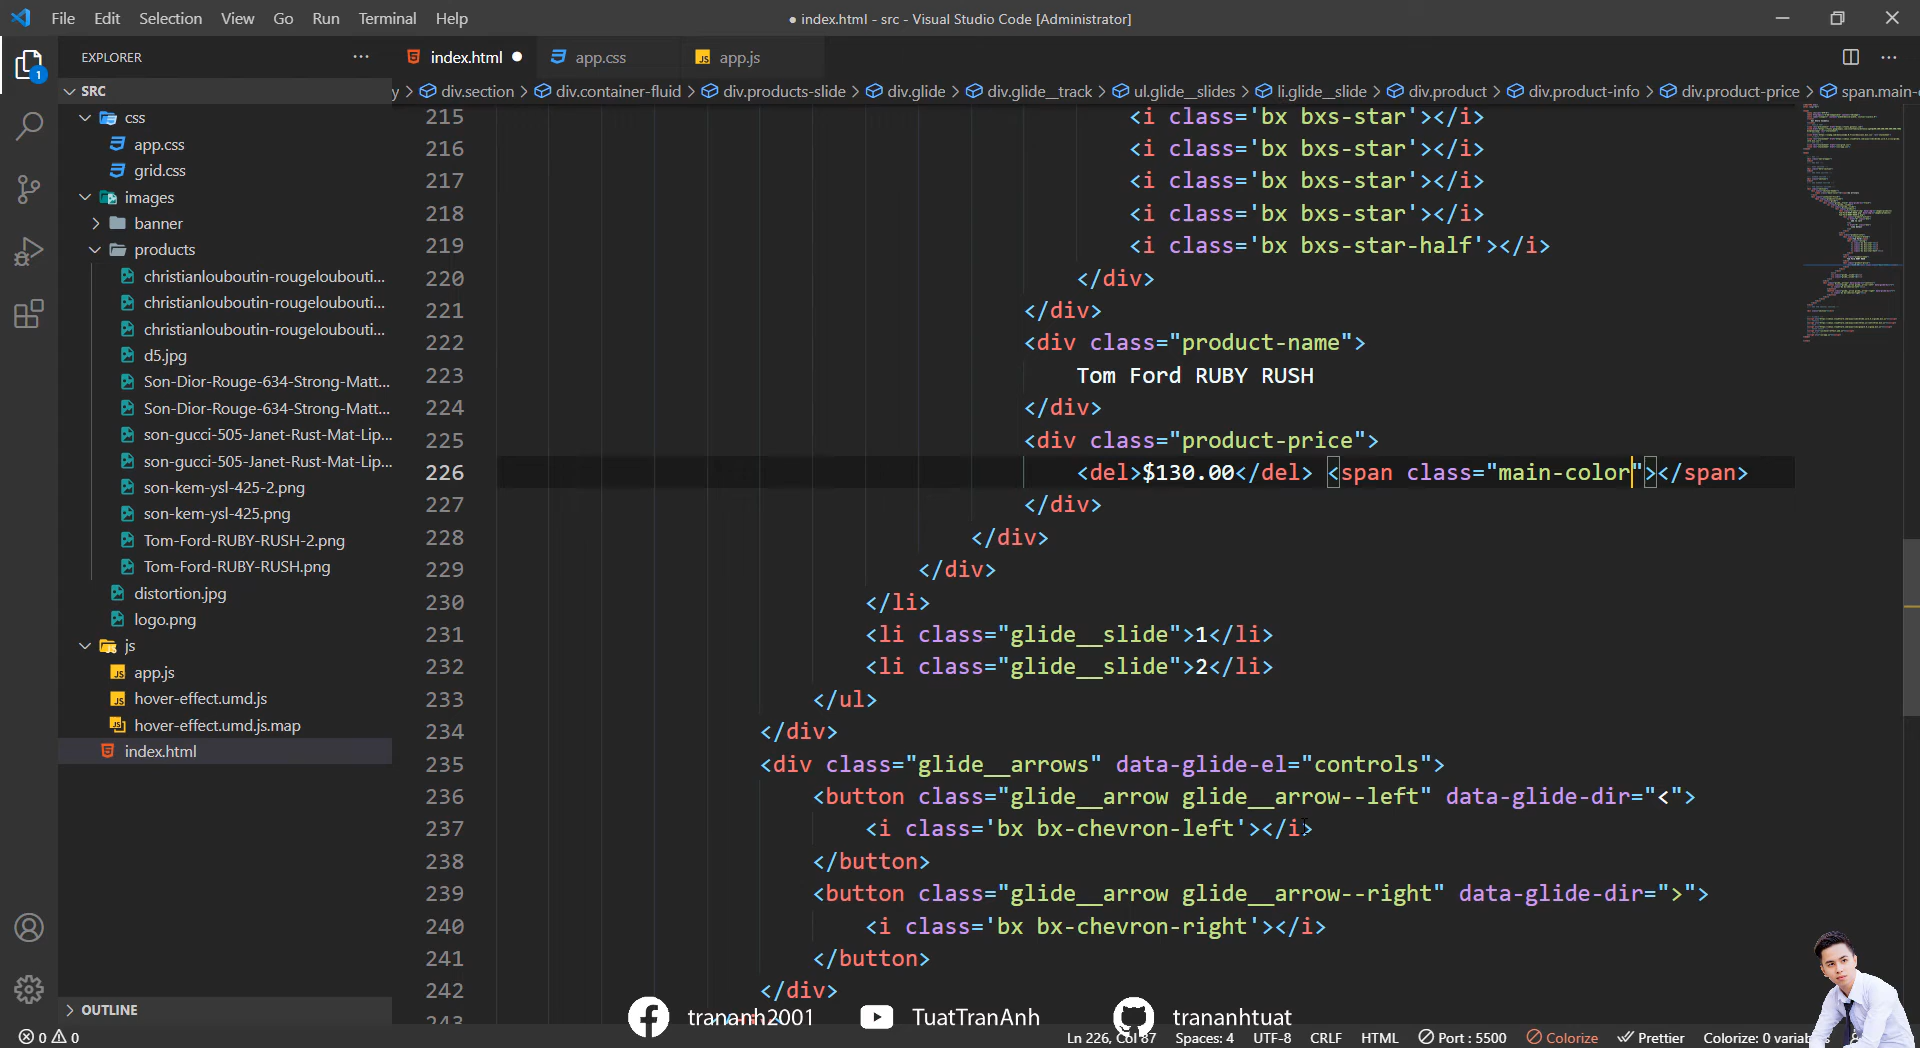 File Edit Selection View Go Run Terminal Help
● index.html - src - Visual Studio Code [Administrator]
EXPLORER ...
index.html ● app.css app.js ...
SRC
y > div.section > div.container-fluid > div.products-slide > div.glide > div.glide__track > ul.glide__slides > li.glide__slide > div.product > div.product-info > div.product-price > span.main-c
css
app.css
grid.css
images
banner
products
christianlouboutin-rougeloubouti...
christianlouboutin-rougeloubouti...
christianlouboutin-rougeloubouti...
d5.jpg
Son-Dior-Rouge-634-Strong-Matt...
Son-Dior-Rouge-634-Strong-Matt...
son-gucci-505-Janet-Rust-Mat-Lip...
son-gucci-505-Janet-Rust-Mat-Lip...
son-kem-ysl-425-2.png
son-kem-ysl-425.png
Tom-Ford-RUBY-RUSH-2.png
Tom-Ford-RUBY-RUSH.png
distortion.jpg
logo.png
js
app.js
hover-effect.umd.js
hover-effect.umd.js.map
index.html
OUTLINE
1
215 <i class='bx bxs-star'></i>
216 <i class='bx bxs-star'></i>
217 <i class='bx bxs-star'></i>
218 <i class='bx bxs-star'></i>
219 <i class='bx bxs-star-half'></i>
220 </div>
221 </div>
222 <div class="product-name">
223 Tom Ford RUBY RUSH
224 </div>
225 <div class="product-price">
226 <del>$130.00</del> <span class="main-color"></span>
227 </div>
228 </div>
229 </div>
230 </li>
231 <li class="glide__slide">1</li>
232 <li class="glide__slide">2</li>
233 </ul>
234 </div>
235 <div class="glide__arrows" data-glide-el="controls">
236 <button class="glide__arrow glide__arrow--left" data-glide-dir="<">
237 <i class='bx bx-chevron-left'></i>
238 </button>
239 <button class="glide__arrow glide__arrow--right" data-glide-dir=">">
240 <i class='bx bx-chevron-right'></i>
241 </button>
242 </div>
243
trananh2001 TuatTranAnh trananhtuat
0 0 Ln 226, Col 87 Spaces: 4 UTF-8 CRLF HTML Port : 5500 Colorize Prettier Colorize: 0 variab